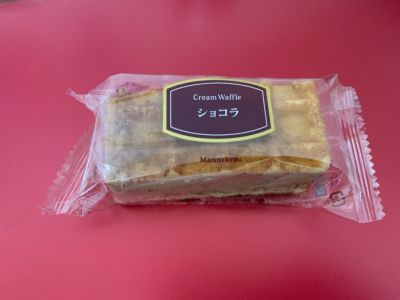 Cream Waffle
ショコラ
Manneken